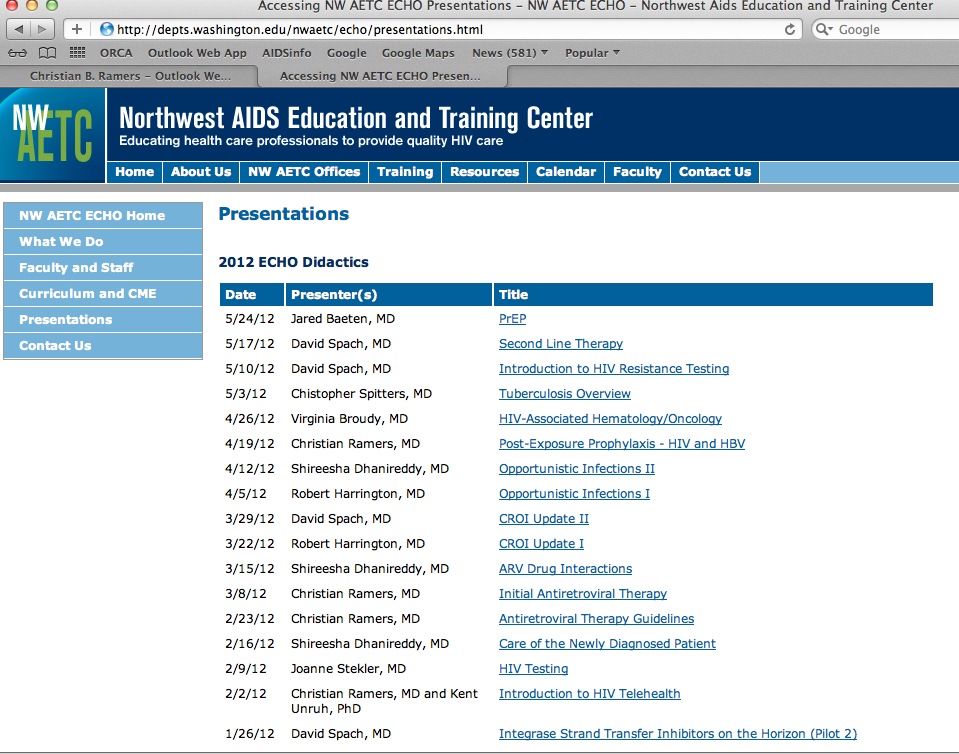 Accessing NW AETC ECHO Presentations – NW AETC ECHO – Northwest Aids Education and Training Center
http://depts.washington.edu/nwaetc/echo/presentations.html
Google
ORCA Outlook Web App AIDSinfo Google Google Maps News (581) Popular
Christian B. Ramers – Outlook We...
Accessing NW AETC ECHO Presen...
NW AETC
Northwest AIDS Education and Training Center
Educating health care professionals to provide quality HIV care
Home About Us NW AETC Offices Training Resources Calendar Faculty Contact Us
NW AETC ECHO Home
What We Do
Faculty and Staff
Curriculum and CME
Presentations
Contact Us
Presentations
2012 ECHO Didactics
Date Presenter(s) Title
5/24/12 Jared Baeten, MD PrEP
5/17/12 David Spach, MD Second Line Therapy
5/10/12 David Spach, MD Introduction to HIV Resistance Testing
5/3/12 Chistopher Spitters, MD Tuberculosis Overview
4/26/12 Virginia Broudy, MD HIV-Associated Hematology/Oncology
4/19/12 Christian Ramers, MD Post-Exposure Prophylaxis - HIV and HBV
4/12/12 Shireesha Dhanireddy, MD Opportunistic Infections II
4/5/12 Robert Harrington, MD Opportunistic Infections I
3/29/12 David Spach, MD CROI Update II
3/22/12 Robert Harrington, MD CROI Update I
3/15/12 Shireesha Dhanireddy, MD ARV Drug Interactions
3/8/12 Christian Ramers, MD Initial Antiretroviral Therapy
2/23/12 Christian Ramers, MD Antiretroviral Therapy Guidelines
2/16/12 Shireesha Dhanireddy, MD Care of the Newly Diagnosed Patient
2/9/12 Joanne Stekler, MD HIV Testing
2/2/12 Christian Ramers, MD and Kent Introduction to HIV Telehealth
Unruh, PhD
1/26/12 David Spach, MD Integrase Strand Transfer Inhibitors on the Horizon (Pilot 2)